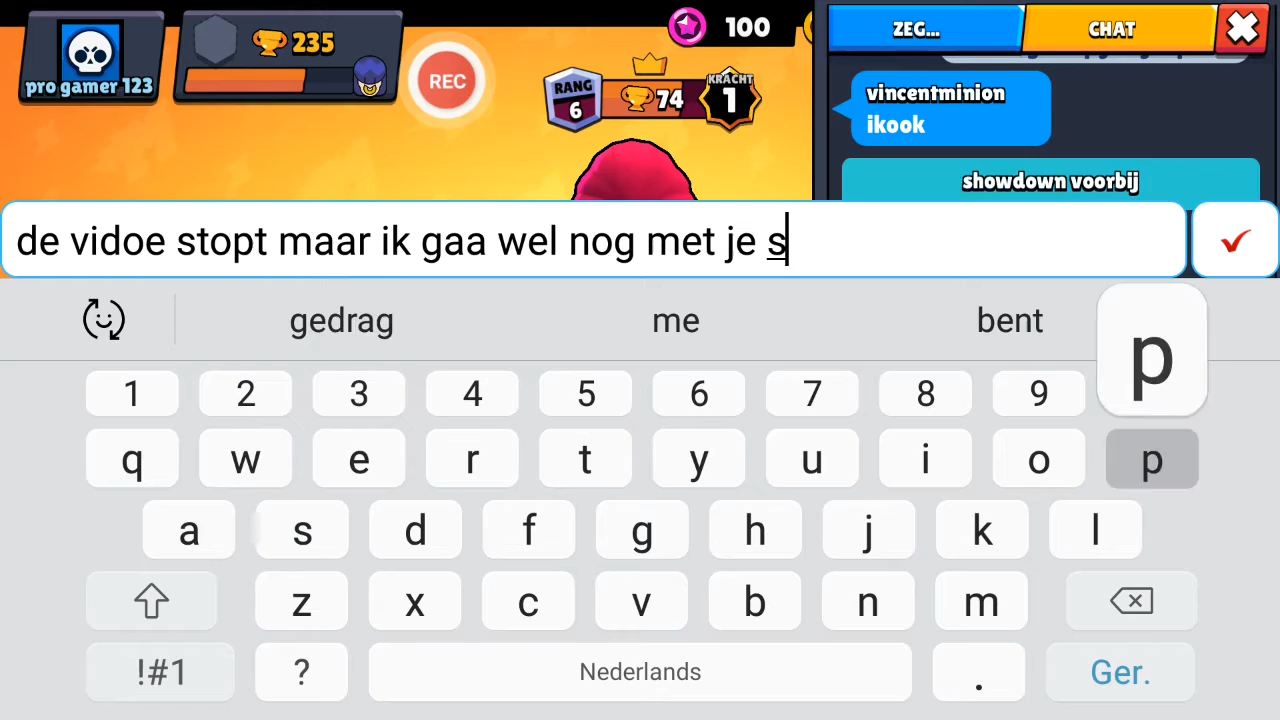 pro gamer 123
235
REC
100
RANG
6
74
KRACHT
1
ZEG...
CHAT
vincentminion
ikook
showdown voorbij
de vidoe stopt maar ik gaa wel nog met je s
gedrag me bent
p
1 2 3 4 5 6 7 8 9
q w e r t y u i o p
a s d f g h j k l
z x c v b n m
!#1 ? Nederlands . Ger.